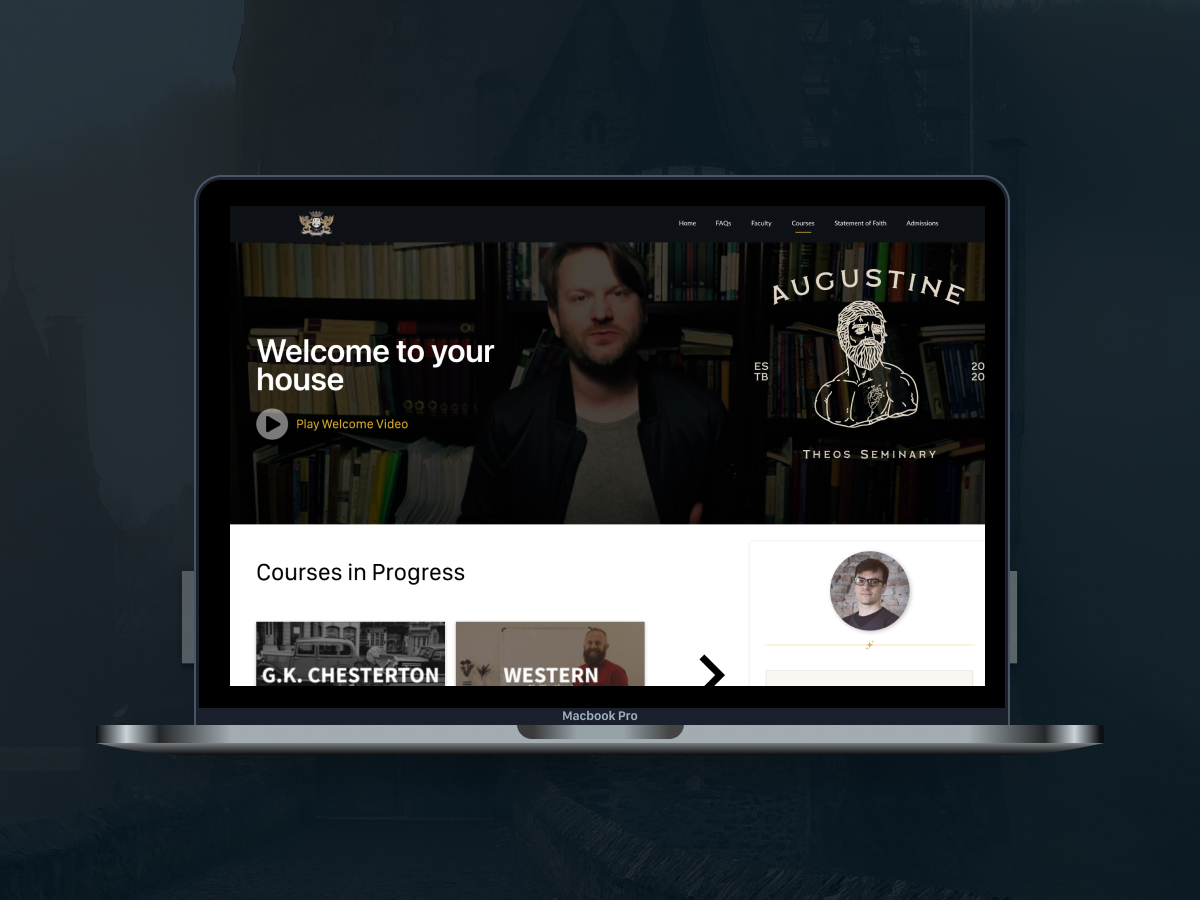 Home FAQs Faculty Courses Statement of Faith Admissions
AUGUSTINE
ES
TB
20
20
THEOS SEMINARY
Welcome to your
house
Play Welcome Video
Courses in Progress
G.K. CHESTERTON
WESTERN
Macbook Pro